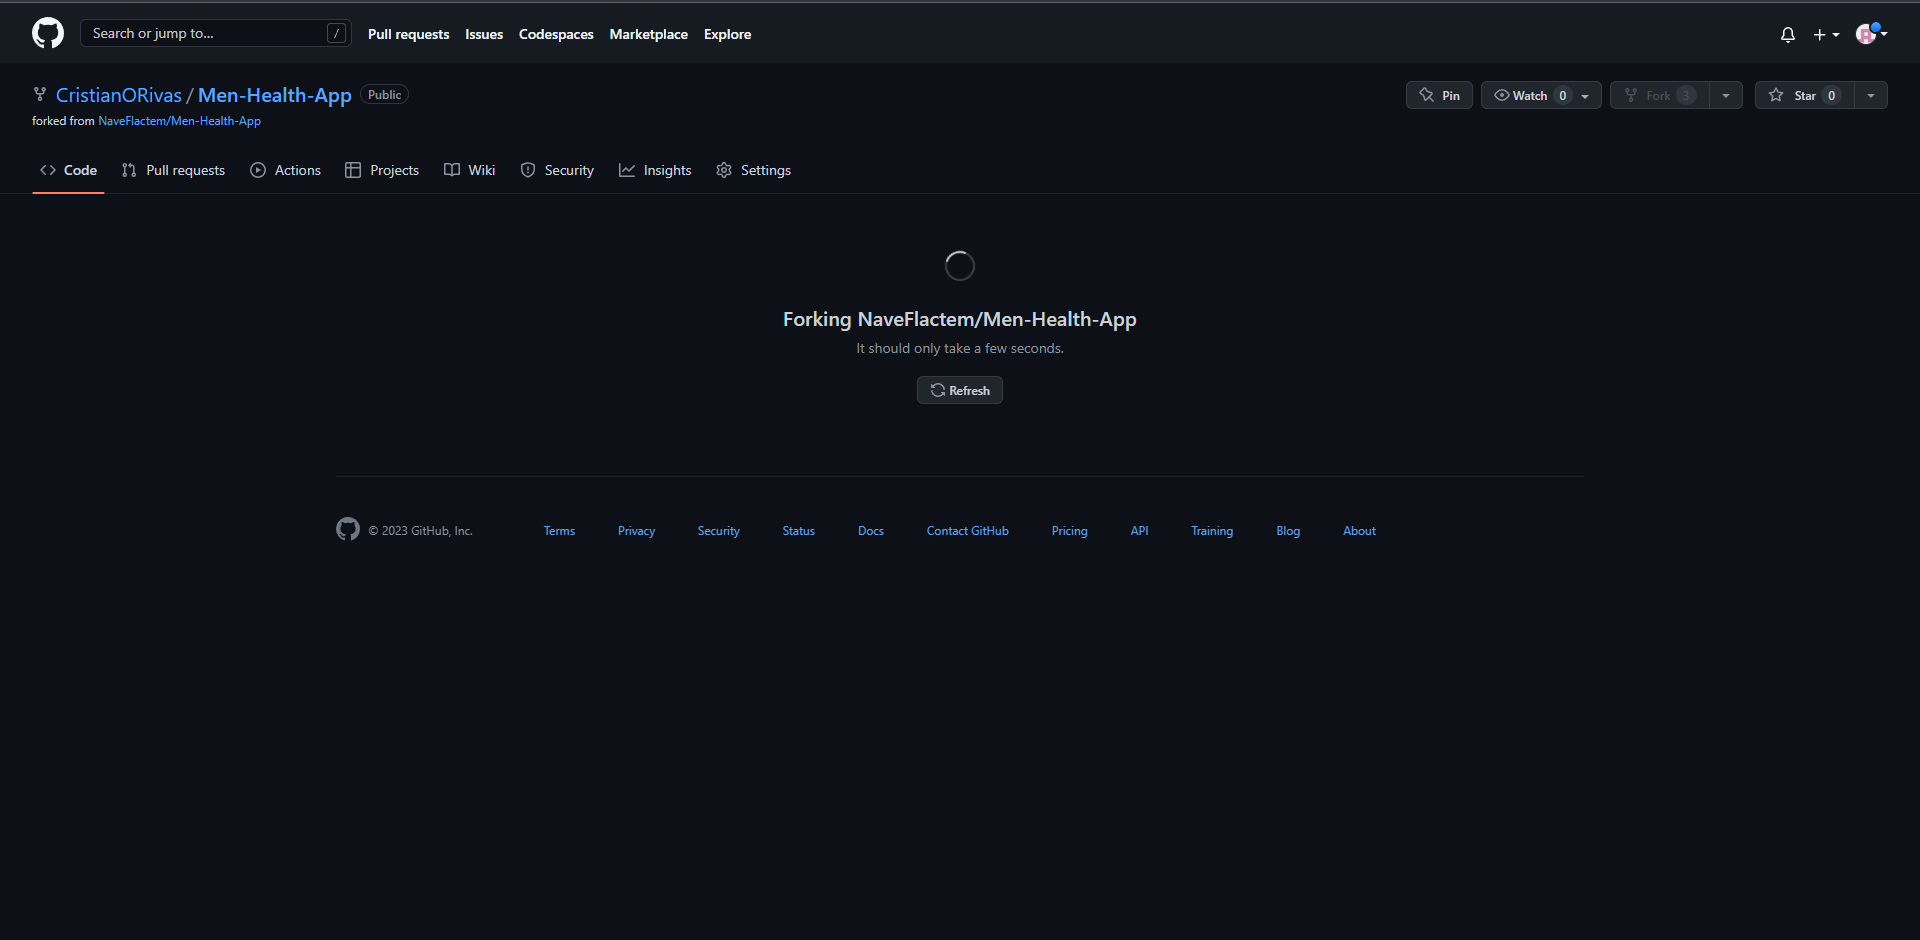 Search or jump to... / Pull requests Issues Codespaces Marketplace Explore
CristianORivas / Men-Health-App Public Pin Watch 0 Fork 3 Star 0
forked from NaveFlactem/Men-Health-App
Code Pull requests Actions Projects Wiki Security Insights Settings
Forking NaveFlactem/Men-Health-App
It should only take a few seconds.
Refresh
© 2023 GitHub, Inc. Terms Privacy Security Status Docs Contact GitHub Pricing API Training Blog About